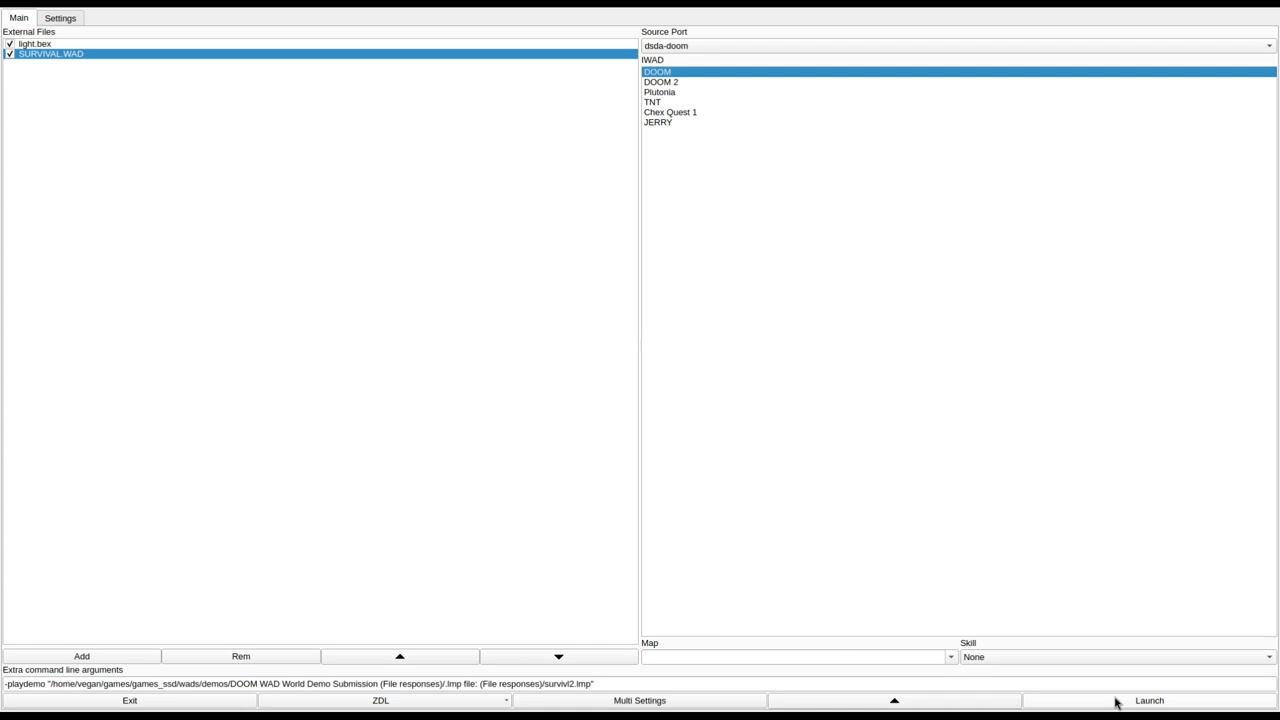 Main Settings
External Files
light.bex
SURVIVAL.WAD
Source Port
dsda-doom
IWAD
DOOM
DOOM 2
Plutonia
TNT
Chex Quest 1
JERRY
Map Skill
None
Add Rem
Extra command line arguments
-playdemo "/home/vegan/games/games_ssd/wads/demos/DOOM WAD World Demo Submission (File responses)/.lmp file: (File responses)/survivl2.lmp"
Exit ZDL Multi Settings Launch